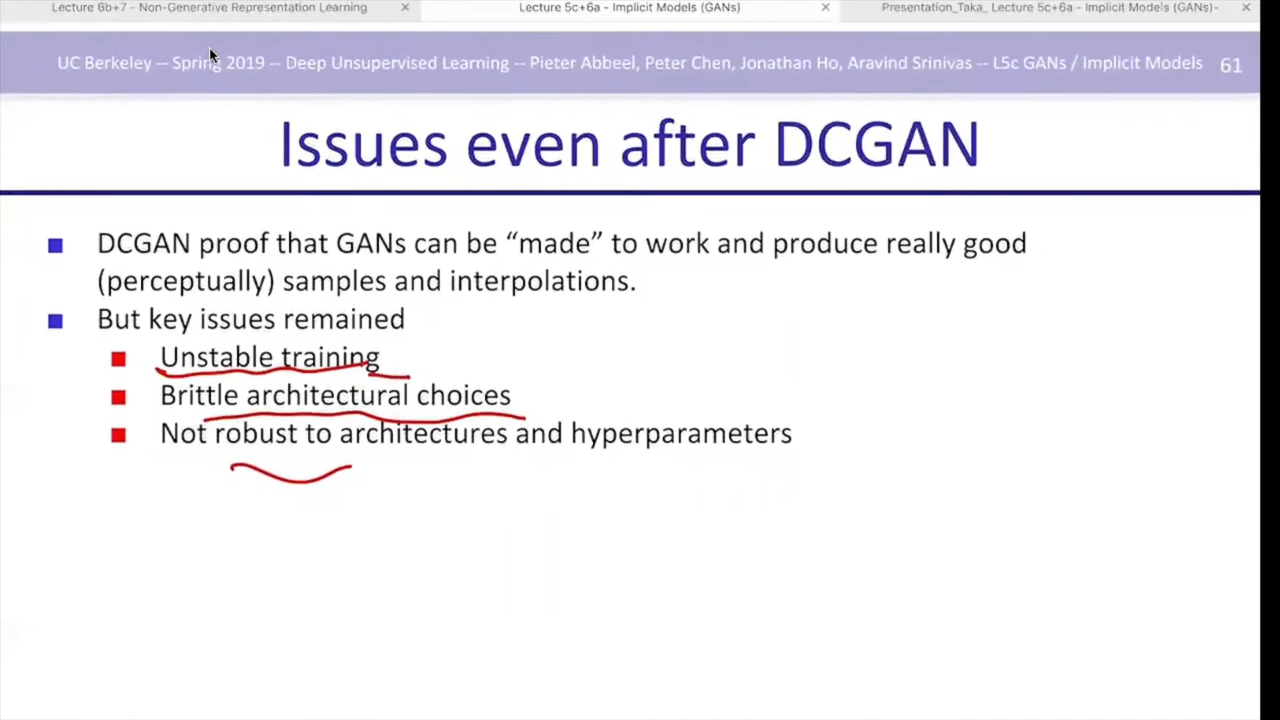 Lecture 6b+7 - Non-Generative Representation Learning
Lecture 5c+6a - Implicit Models (GANs)
Presentation_Taka_ Lecture 5c+6a - Implicit Models (GANs)-
UC Berkeley -- Spring 2019 -- Deep Unsupervised Learning -- Pieter Abbeel, Peter Chen, Jonathan Ho, Aravind Srinivas -- L5c GANs / Implicit Models 61
Issues even after DCGAN
DCGAN proof that GANs can be “made” to work and produce really good
(perceptually) samples and interpolations.
But key issues remained
Unstable training
Brittle architectural choices
Not robust to architectures and hyperparameters